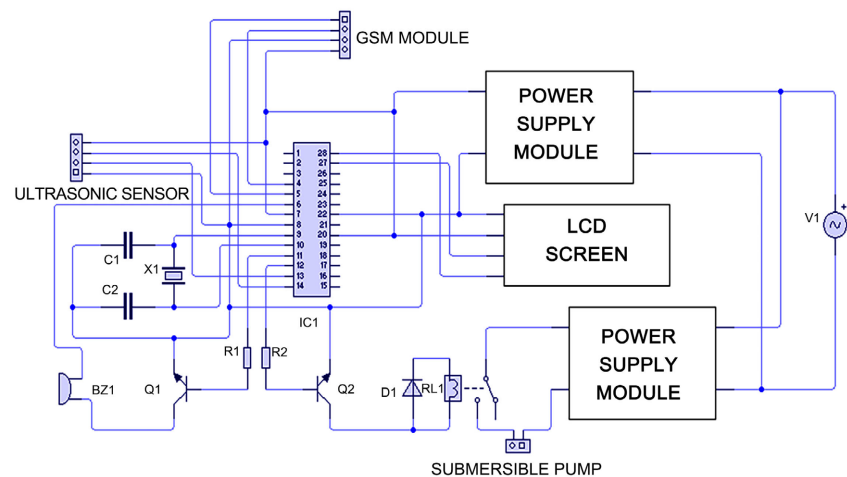 GSM MODULE
POWER
SUPPLY
MODULE
ULTRASONIC SENSOR
1 28
2 27
3 26
4 25
5 24
6 23
7 22
8 21
9 20
10 19
11 18
12 17
13 16
14 15
IC1
LCD
SCREEN
V1
+
C1
X1
C2
R1
R2
POWER
SUPPLY
MODULE
BZ1
Q1
Q2
D1
RL1
SUBMERSIBLE PUMP